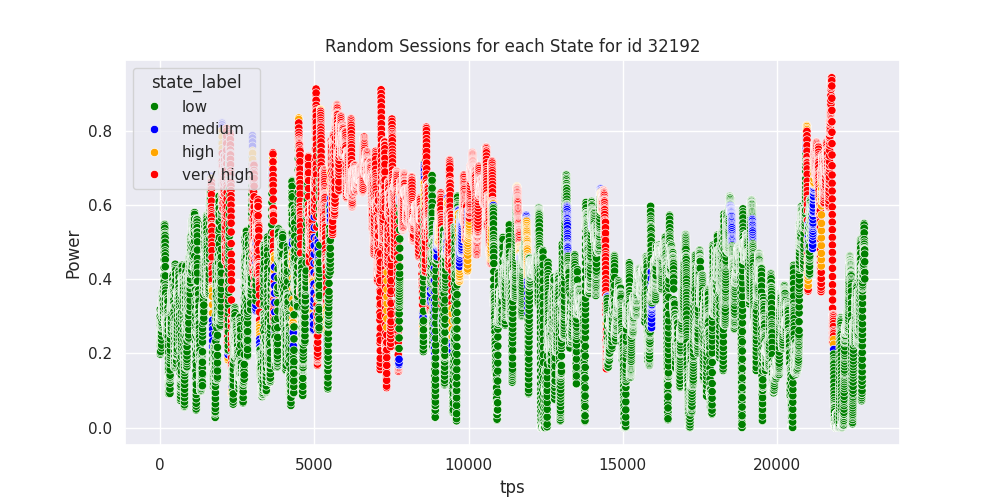 Random Sessions for each State for id 32192
state_label
low
medium
high
very high
Power
0.8
0.6
0.4
0.2
0.0
0
5000
10000
15000
20000
tps